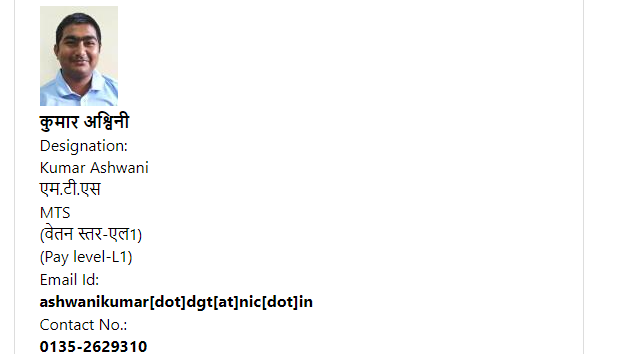 कुमार अश्विनी
Designation:
Kumar Ashwani
एम.टी.एस
MTS
(वेतन स्तर-एल1)
(Pay level-L1)
Email Id:
ashwanikumar[dot]dgt[at]nic[dot]in
Contact No.:
0135-2629310